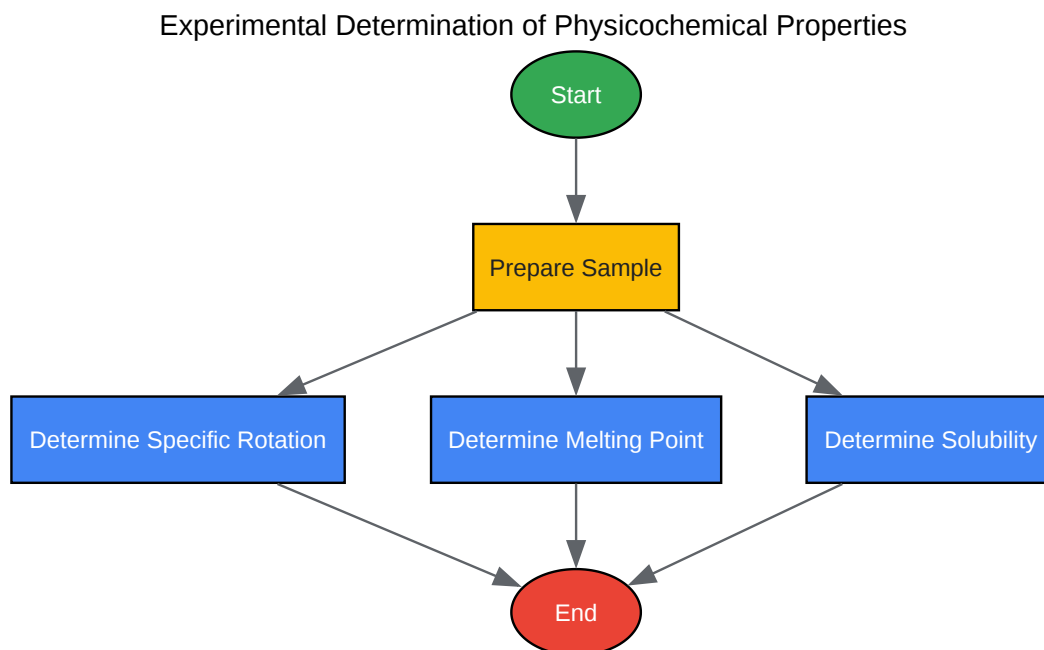 Experimental Determination of Physicochemical Properties
Start
Prepare Sample
Determine Specific Rotation
Determine Melting Point
Determine Solubility
End